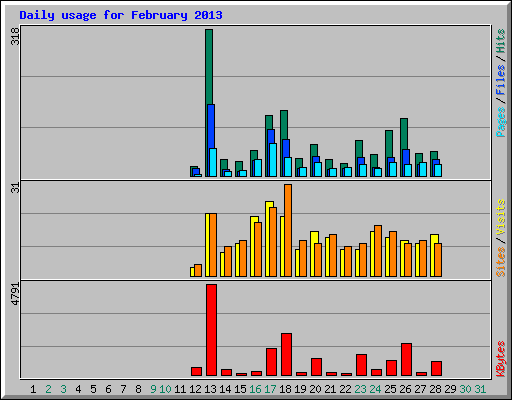 Daily usage for February 2013
318
Pages / Files / Hits
31
Sites / Visits
4791
KBytes
1 2 3 4 5 6 7 8 9 10 11 12 13 14 15 16 17 18 19 20 21 22 23 24 25 26 27 28 29 30 31